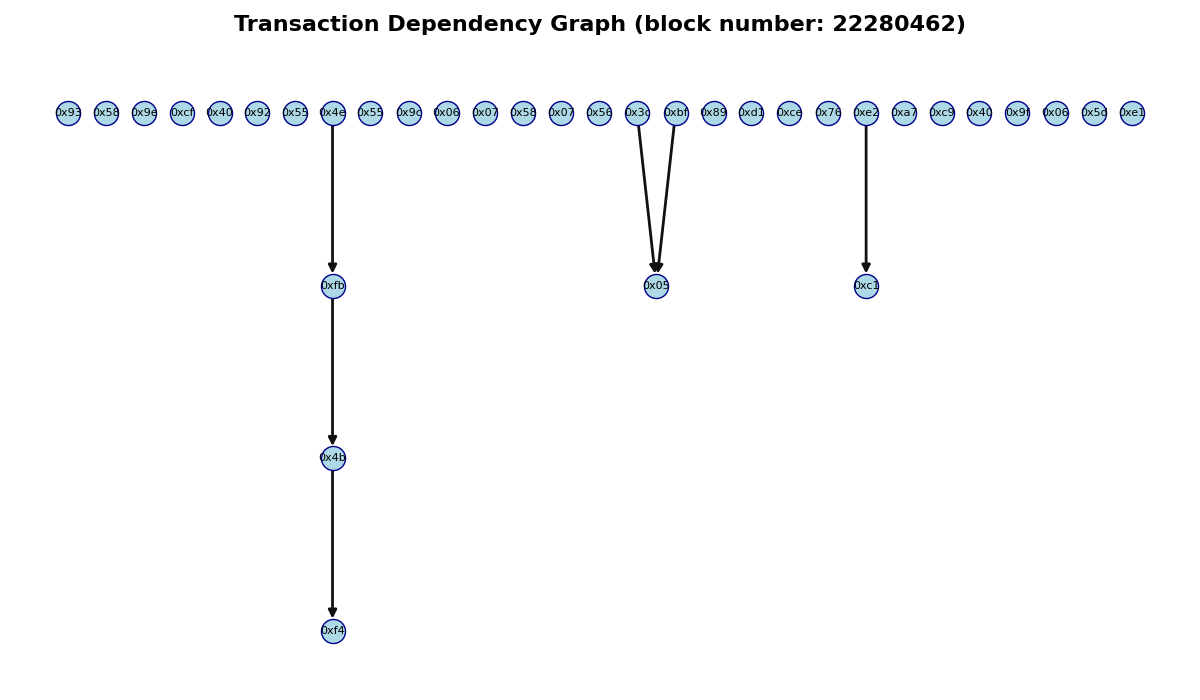 Transaction Dependency Graph (block number: 22280462)
0x93 0x58 0x9e 0xcf 0x40 0x92 0x55 0x4e 0x55 0x9c 0x06 0x07 0x58 0x07 0x56 0x3c 0xbf 0x89 0xd1 0xce 0x76 0xe2 0xa7 0xc9 0x40 0x9f 0x06 0x5d 0xe1
0xfb 0x05 0xc1
0x4b
0xf4